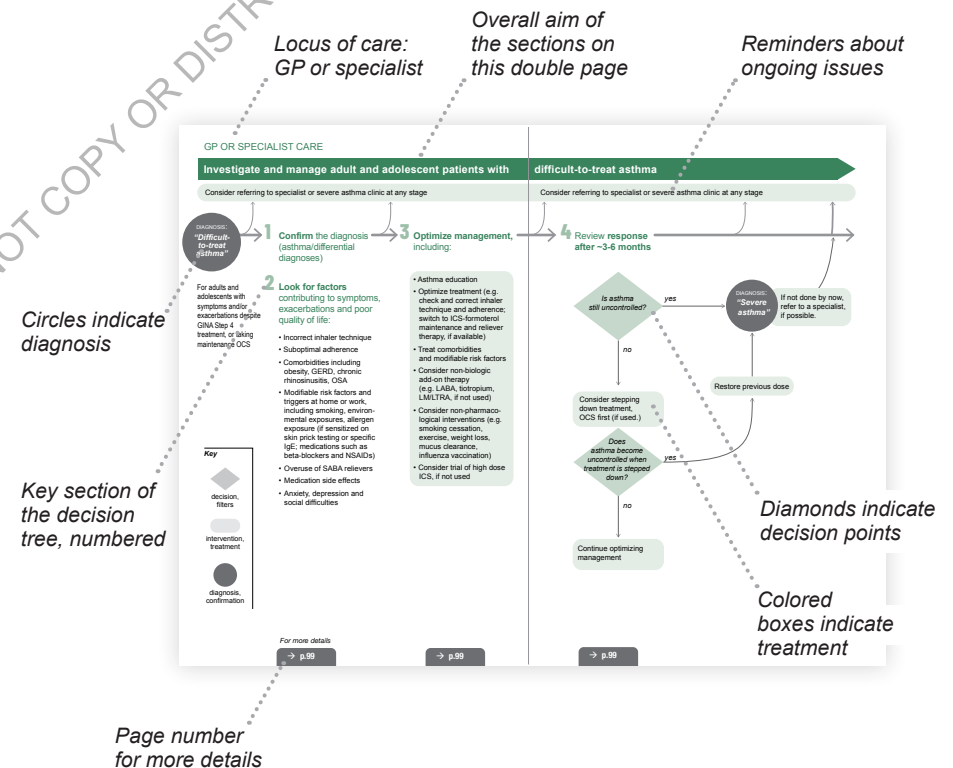 NOT COPY OR DISTR
Locus of care:
GP or specialist
Overall aim of
the sections on
this double page
Reminders about
ongoing issues
GP OR SPECIALIST CARE
Investigate and manage adult and adolescent patients with difficult-to-treat asthma
Consider referring to specialist or severe asthma clinic at any stage
Consider referring to specialist or severe asthma clinic at any stage
DIAGNOSIS:
"Difficult-
to-treat
asthma"
For adults and
adolescents with
symptoms and/or
exacerbations despite
GINA Step 4
treatment, or taking
maintenance OCS
1 Confirm the diagnosis
(asthma/differential
diagnoses)
2 Look for factors
contributing to symptoms,
exacerbations and poor
quality of life:
• Incorrect inhaler technique
• Suboptimal adherence
• Comorbidities including
obesity, GERD, chronic
rhinosinusitis, OSA
• Modifiable risk factors and
triggers at home or work,
including smoking, environ-
mental exposures, allergen
exposure (if sensitized on
skin prick testing or specific
IgE; medications such as
beta-blockers and NSAIDs)
• Overuse of SABA relievers
• Medication side effects
• Anxiety, depression and
social difficulties
3 Optimize management,
including:
• Asthma education
• Optimize treatment (e.g.
check and correct inhaler
technique and adherence;
switch to ICS-formoterol
maintenance and reliever
therapy, if available)
• Treat comorbidities
and modifiable risk factors
• Consider non-biologic
add-on therapy
(e.g. LABA, tiotropium,
LM/LTRA, if not used)
• Consider non-pharmaco-
logical interventions (e.g.
smoking cessation,
exercise, weight loss,
mucus clearance,
influenza vaccination)
• Consider trial of high dose
ICS, if not used
4 Review response
after ~3-6 months
Is asthma
still uncontrolled?
yes
no
DIAGNOSIS:
"Severe
asthma"
If not done by now,
refer to a specialist,
if possible.
Restore previous dose
Consider stepping
down treatment,
OCS first (if used.)
Does
asthma become
uncontrolled when
treatment is stepped
down?
yes
no
Continue optimizing
management
Key
decision,
filters
intervention,
treatment
diagnosis,
confirmation
For more details
→ p.99
→ p.99
→ p.99
Circles indicate
diagnosis
Key section of
the decision
tree, numbered
Diamonds indicate
decision points
Colored
boxes indicate
treatment
Page number
for more details